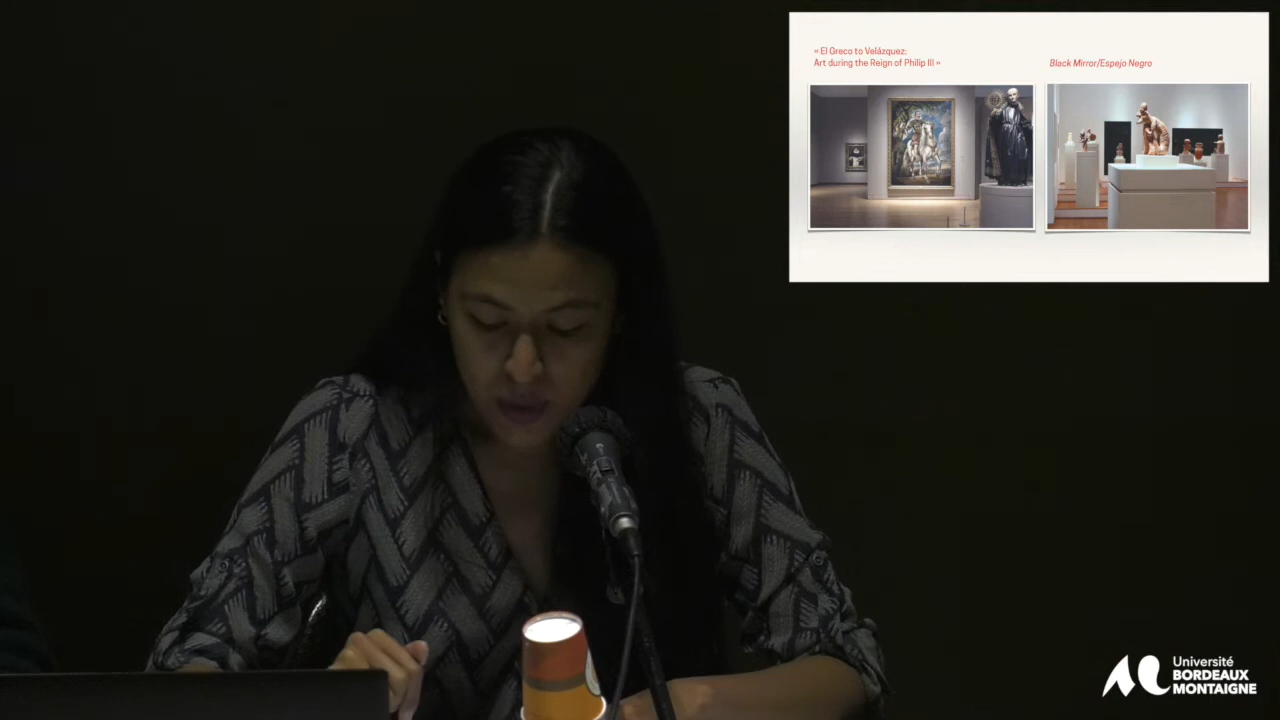 « El Greco to Velázquez:
Art during the Reign of Philip III »
Black Mirror/Espejo Negro
Université
BORDEAUX
MONTAIGNE